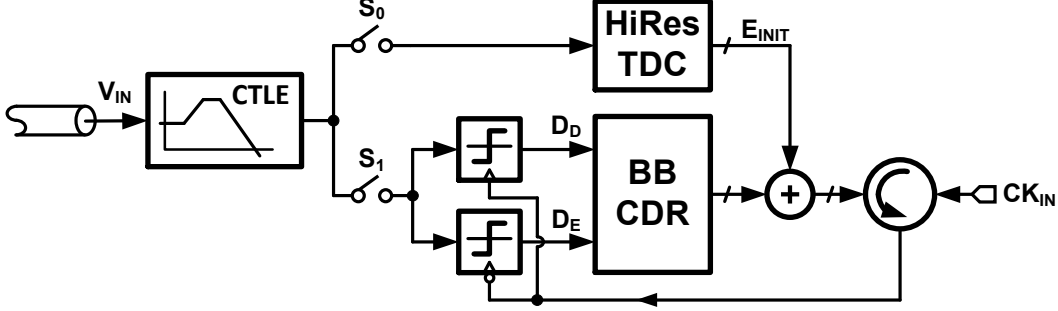 S0
HiRes
TDC
EINIT
VIN
CTLE
S1
DD
DE
BB
CDR
+
CKIN